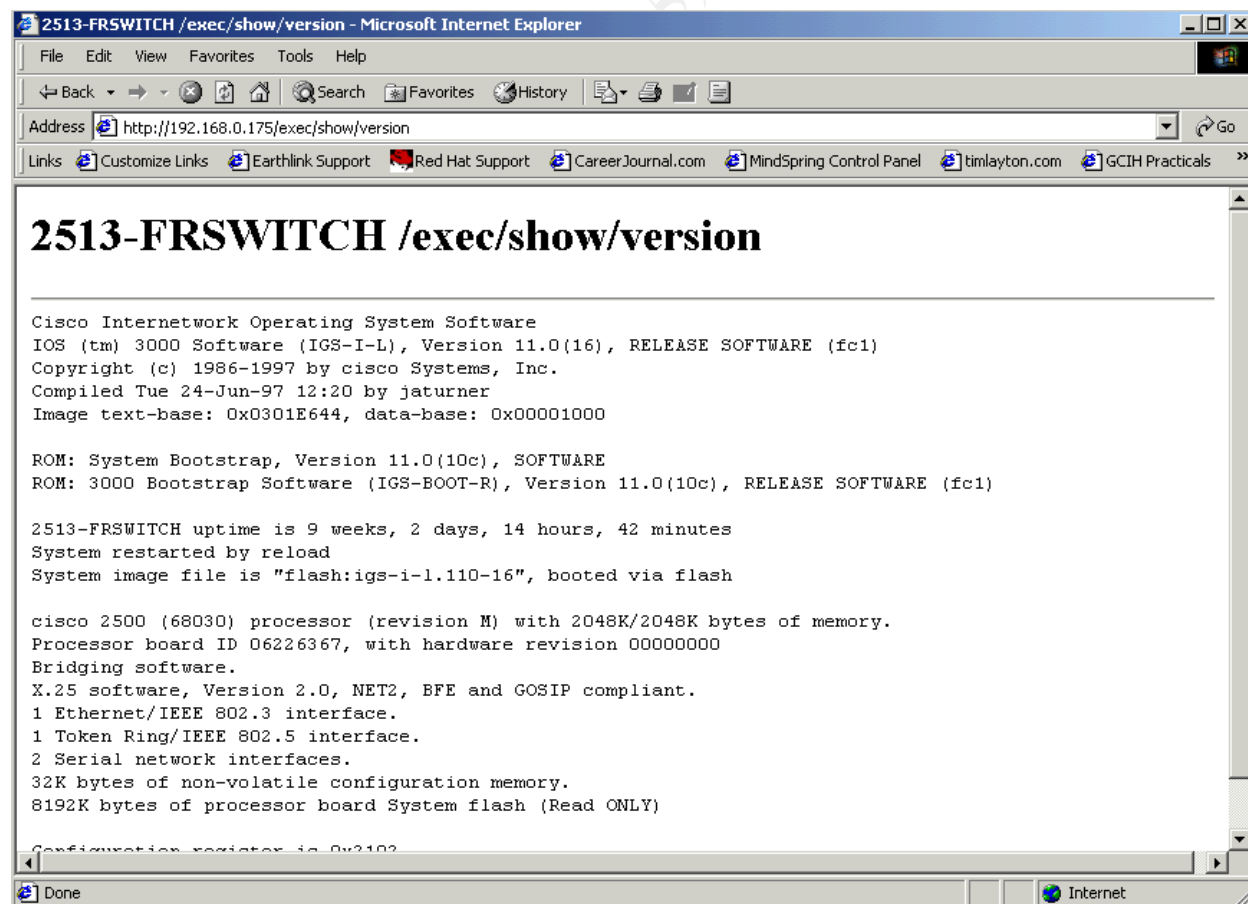 2513-FRSWITCH /exec/show/version - Microsoft Internet Explorer
File Edit View Favorites Tools Help
Back Search Favorites History
Address http://192.168.0.175/exec/show/version Go
Links Customize Links Earthlink Support Red Hat Support CareerJournal.com MindSpring Control Panel timlayton.com GCIH Practicals »
2513-FRSWITCH /exec/show/version
Cisco Internetwork Operating System Software
IOS (tm) 3000 Software (IGS-I-L), Version 11.0(16), RELEASE SOFTWARE (fc1)
Copyright (c) 1986-1997 by cisco Systems, Inc.
Compiled Tue 24-Jun-97 12:20 by jaturner
Image text-base: 0x0301E644, data-base: 0x00001000
ROM: System Bootstrap, Version 11.0(10c), SOFTWARE
ROM: 3000 Bootstrap Software (IGS-BOOT-R), Version 11.0(10c), RELEASE SOFTWARE (fc1)
2513-FRSWITCH uptime is 9 weeks, 2 days, 14 hours, 42 minutes
System restarted by reload
System image file is "flash:igs-i-l.110-16", booted via flash
cisco 2500 (68030) processor (revision M) with 2048K/2048K bytes of memory.
Processor board ID 06226367, with hardware revision 00000000
Bridging software.
X.25 software, Version 2.0, NET2, BFE and GOSIP compliant.
1 Ethernet/IEEE 802.3 interface.
1 Token Ring/IEEE 802.5 interface.
2 Serial network interfaces.
32K bytes of non-volatile configuration memory.
8192K bytes of processor board System flash (Read ONLY)
Configuration register is 0x2102
Done Internet